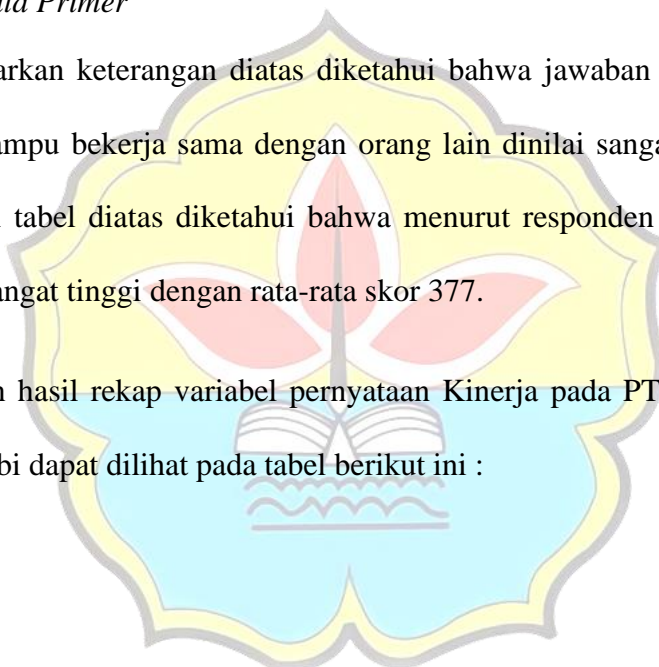 Primer
arkan keterangan diatas diketahui bahwa jawaban
ampu bekerja sama dengan orang lain dinilai sanga
tabel diatas diketahui bahwa menurut responden
angat tinggi dengan rata-rata skor 377.
hasil rekap variabel pernyataan Kinerja pada PT
bi dapat dilihat pada tabel berikut ini :